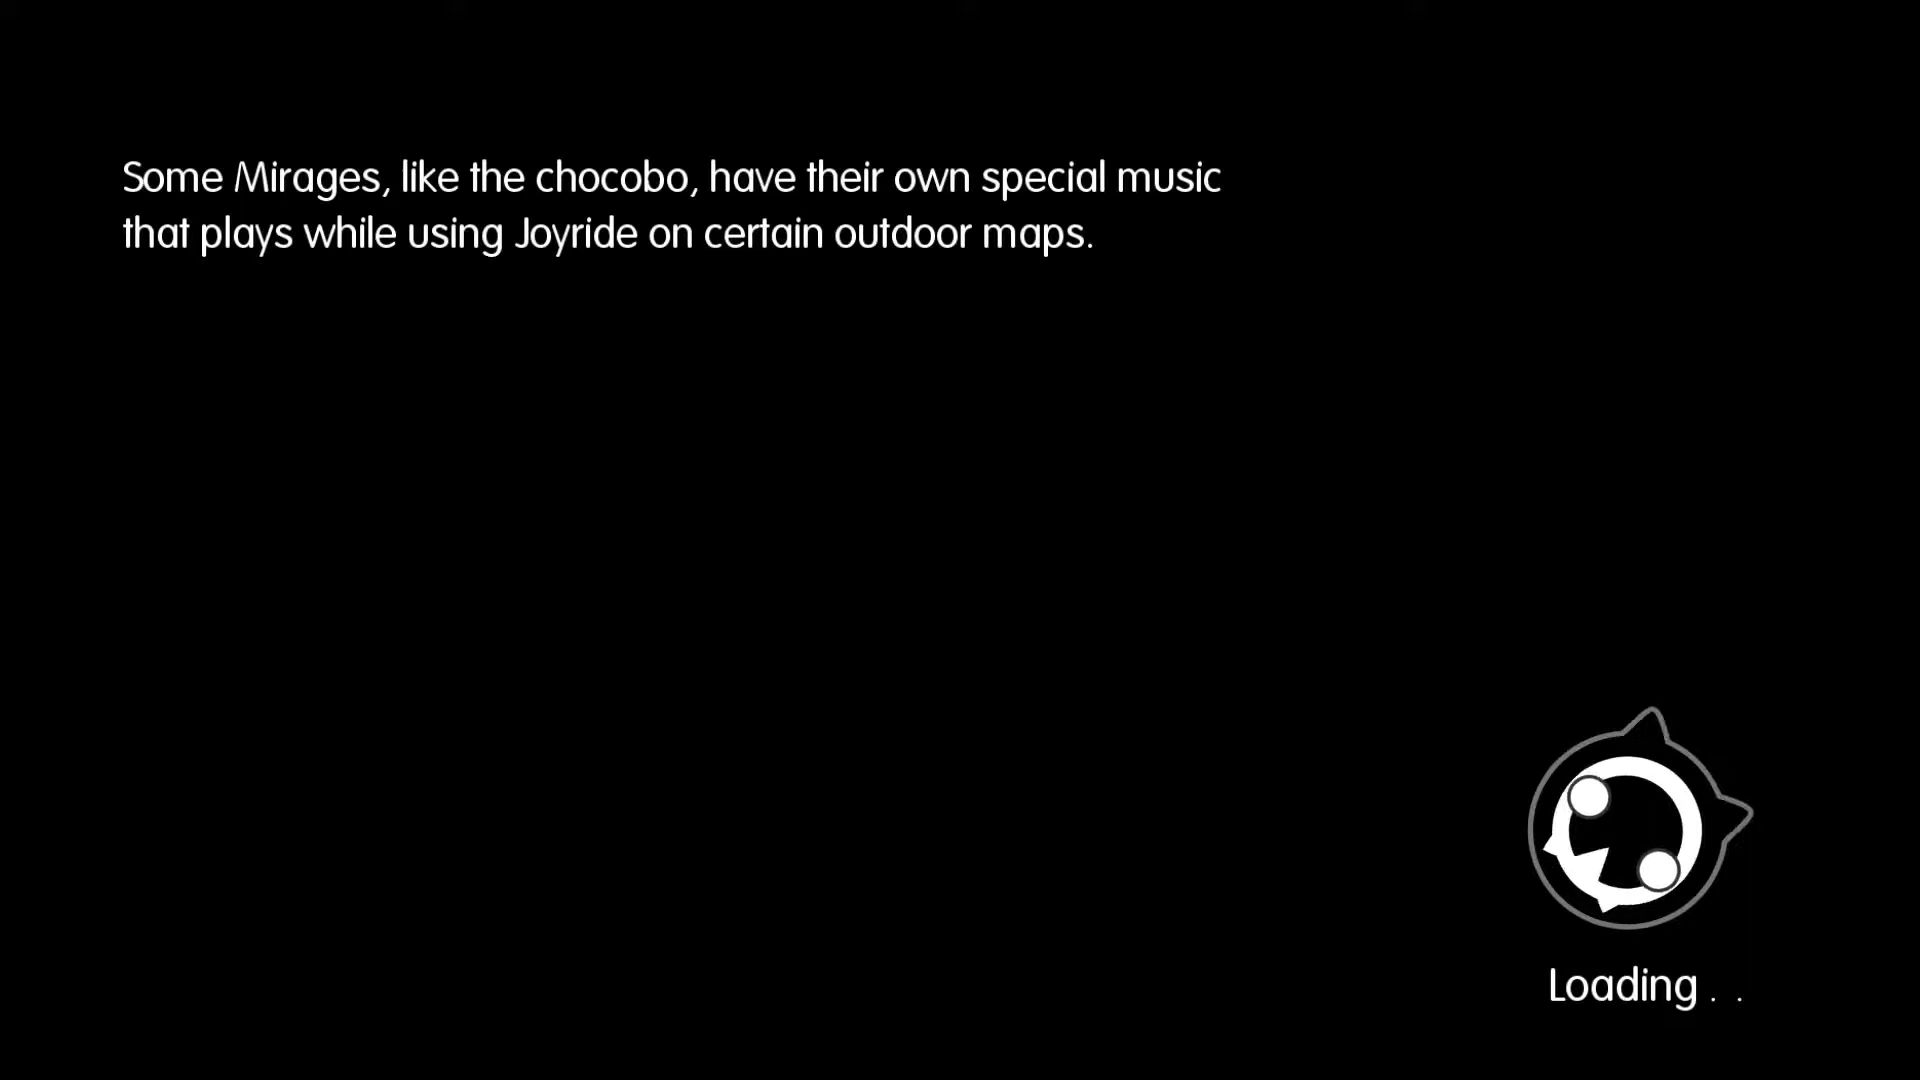 Some Mirages, like the chocobo, have their own special music
that plays while using Joyride on certain outdoor maps.
Loading . .